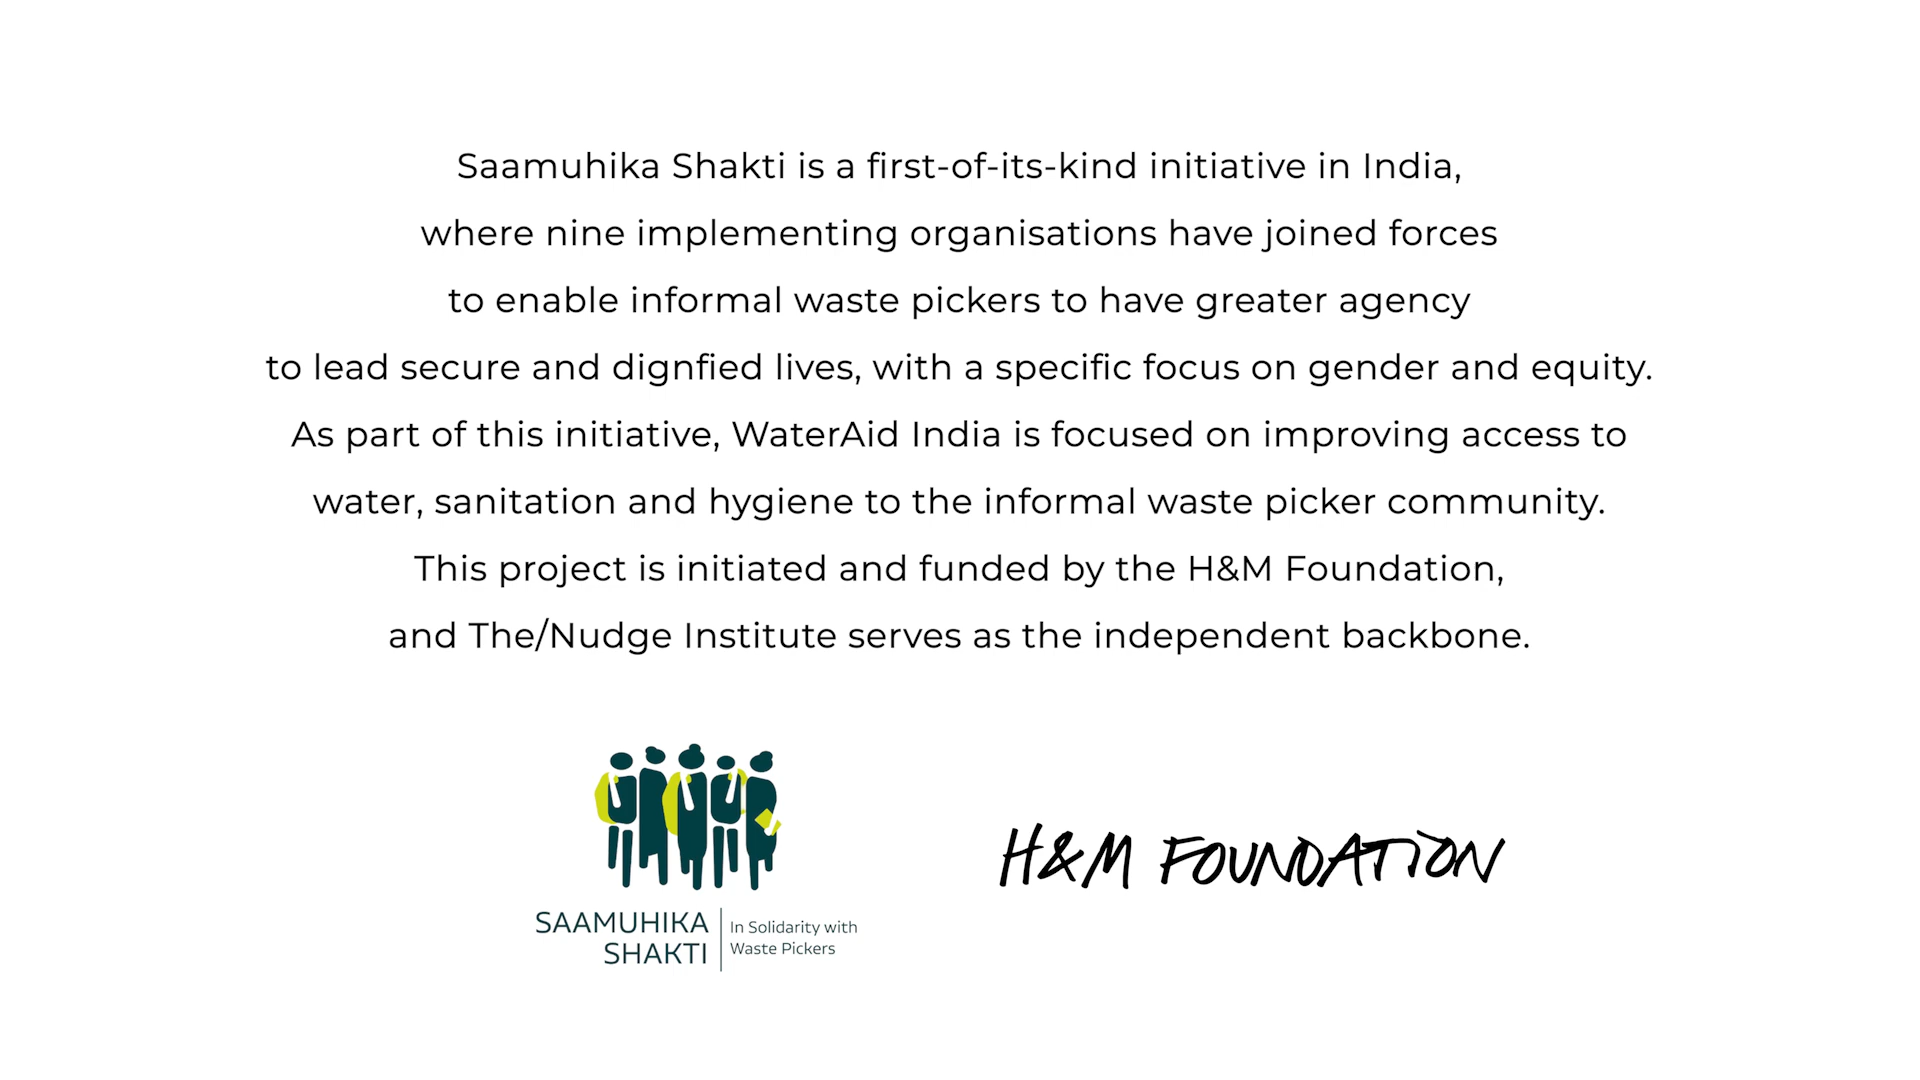 Saamuhika Shakti is a first-of-its-kind initiative in India,
where nine implementing organisations have joined forces
to enable informal waste pickers to have greater agency
to lead secure and dignfied lives, with a specific focus on gender and equity.
As part of this initiative, WaterAid India is focused on improving access to
water, sanitation and hygiene to the informal waste picker community.
This project is initiated and funded by the H&M Foundation,
and The/Nudge Institute serves as the independent backbone.
SAAMUHIKA
SHAKTI
In Solidarity with
Waste Pickers
H&M FOUNDATION